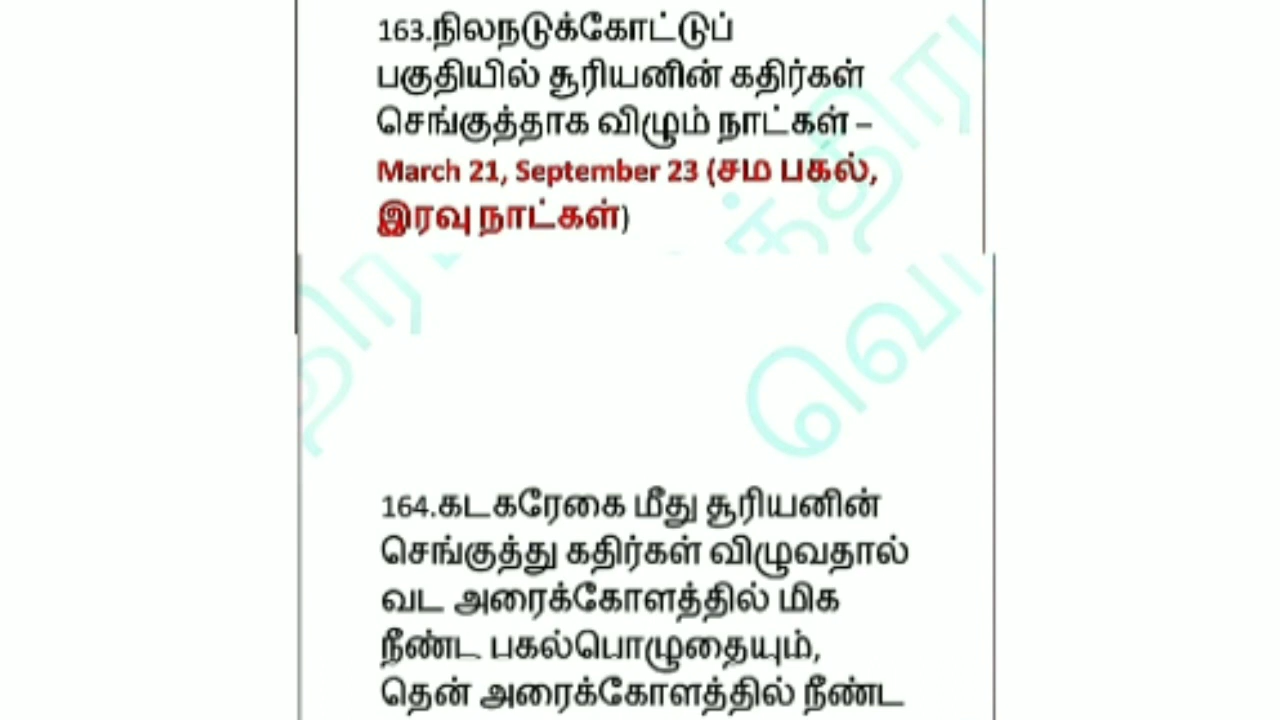 163.நிலநடுக்கோட்டுப்
பகுதியில் சூரியனின் கதிர்கள்
செங்குத்தாக விழும் நாட்கள் –
March 21, September 23 (சம பகல்,
இரவு நாட்கள்)
164.கடகரேகை மீது சூரியனின்
செங்குத்து கதிர்கள் விழுவதால்
வட அரைக்கோளத்தில் மிக
நீண்ட பகல்பொழுதையும்,
தென் அரைக்கோளத்தில் நீண்ட